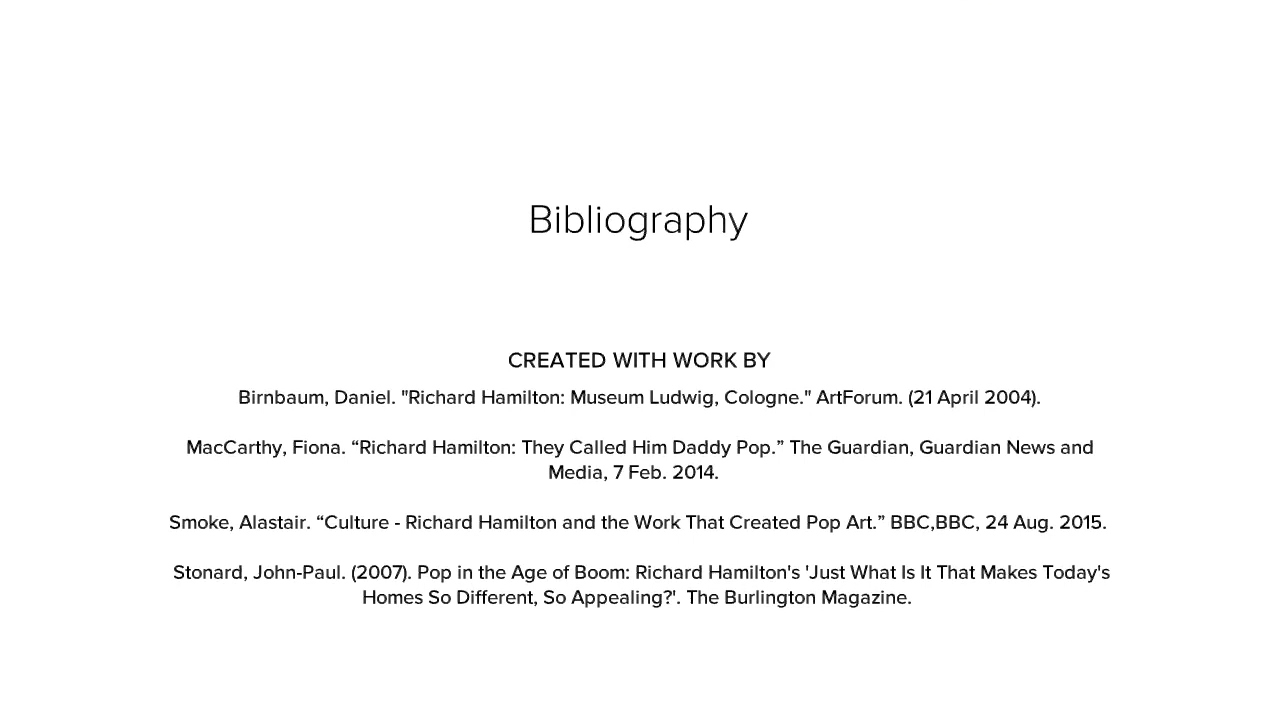 Bibliography
CREATED WITH WORK BY
Birnbaum, Daniel. "Richard Hamilton: Museum Ludwig, Cologne." ArtForum. (21 April 2004).
MacCarthy, Fiona. “Richard Hamilton: They Called Him Daddy Pop.” The Guardian, Guardian News and
Media, 7 Feb. 2014.
Smoke, Alastair. “Culture - Richard Hamilton and the Work That Created Pop Art.” BBC,BBC, 24 Aug. 2015.
Stonard, John-Paul. (2007). Pop in the Age of Boom: Richard Hamilton's 'Just What Is It That Makes Today's
Homes So Different, So Appealing?'. The Burlington Magazine.